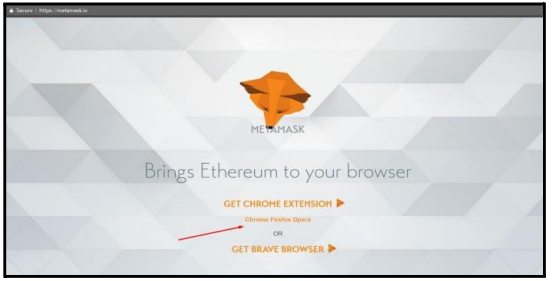 Secure | https://metamask.io
METAMASK
Brings Ethereum to your browser
GET CHROME EXTENSION
Chrome Firefox Opera
OR
GET BRAVE BROWSER